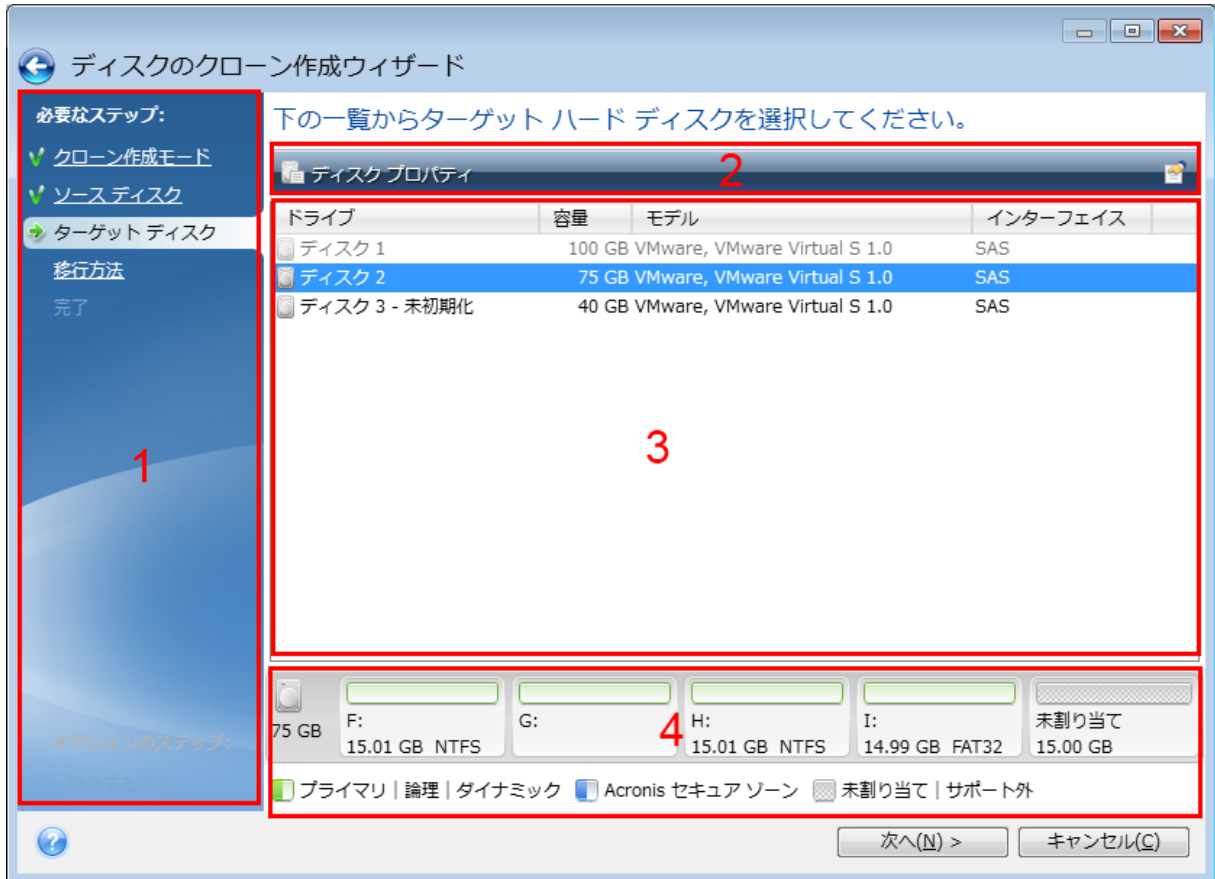 ディスクのクローン作成ウィザード
必要なステップ:
クローン作成モード
ソース ディスク
ターゲット ディスク
移行方法
完了
1
オプションのステップ:
下の一覧からターゲット ハード ディスクを選択してください。
ディスク プロパティ
2
ドライブ 容量 モデル インターフェイス
ディスク 1 100 GB VMware, VMware Virtual S 1.0 SAS
ディスク 2 75 GB VMware, VMware Virtual S 1.0 SAS
ディスク 3 - 未初期化 40 GB VMware, VMware Virtual S 1.0 SAS
3
75 GB
F:
15.01 GB NTFS
G:
4
H:
15.01 GB NTFS
I:
14.99 GB FAT32
未割り当て
15.00 GB
プライマリ | 論理 | ダイナミック Acronis セキュア ゾーン 未割り当て | サポート外
次へ(N) > キャンセル(C)